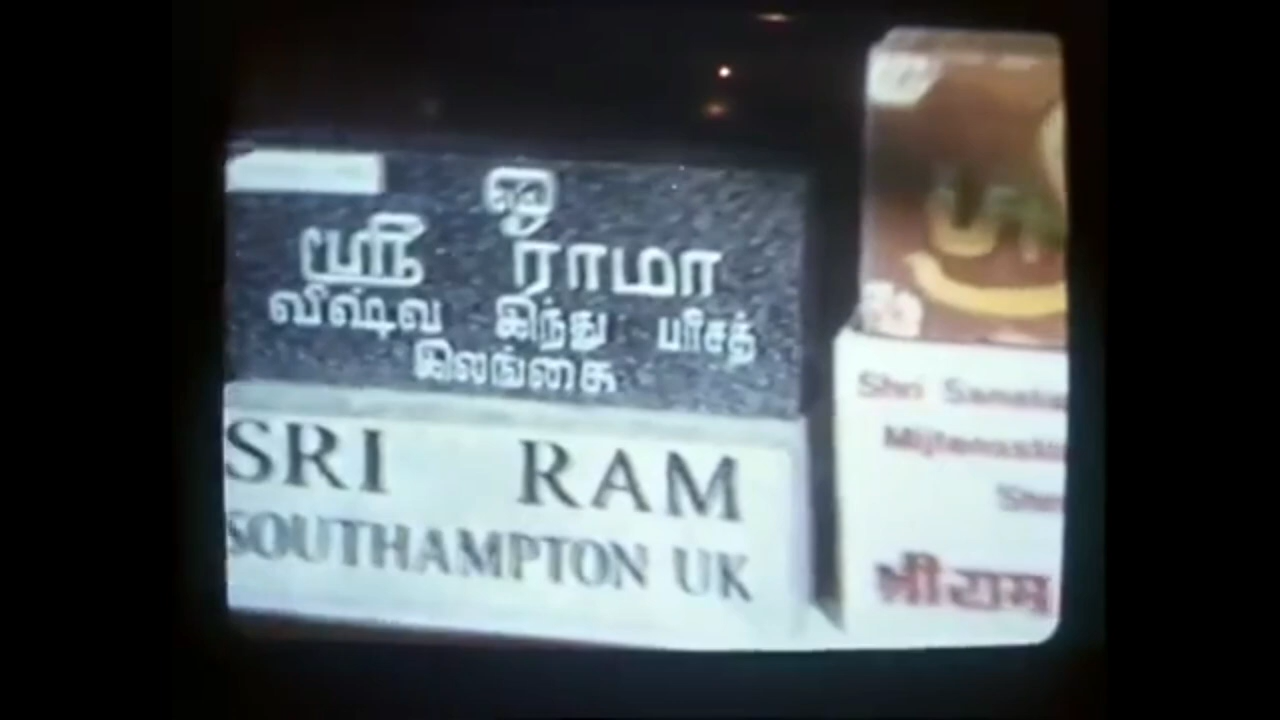 ஓ
ஸ்ரீ ராமா
விஷ்வ இந்து பரிசத்
இலங்கை
SRI RAM
SOUTHAMPTON UK
Shri
श्री राम